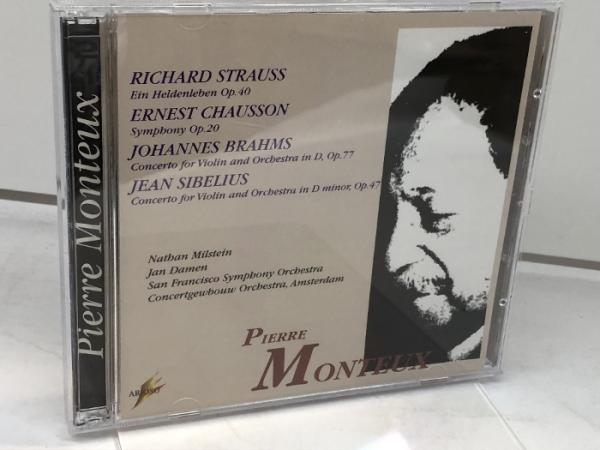 Pierre Monteux
RICHARD STRAUSS
Ein Heldenleben Op.40
ERNEST CHAUSSON
Symphony Op.20
JOHANNES BRAHMS
Concerto for Violin and Orchestra in D, Op.77
JEAN SIBELIUS
Concerto for Violin and Orchestra in D minor, Op.47
Nathan Milstein
Jan Damen
San Francisco Symphony Orchestra
Concertgewbouw Orchestra, Amsterdam
PIERRE
MONTEUX